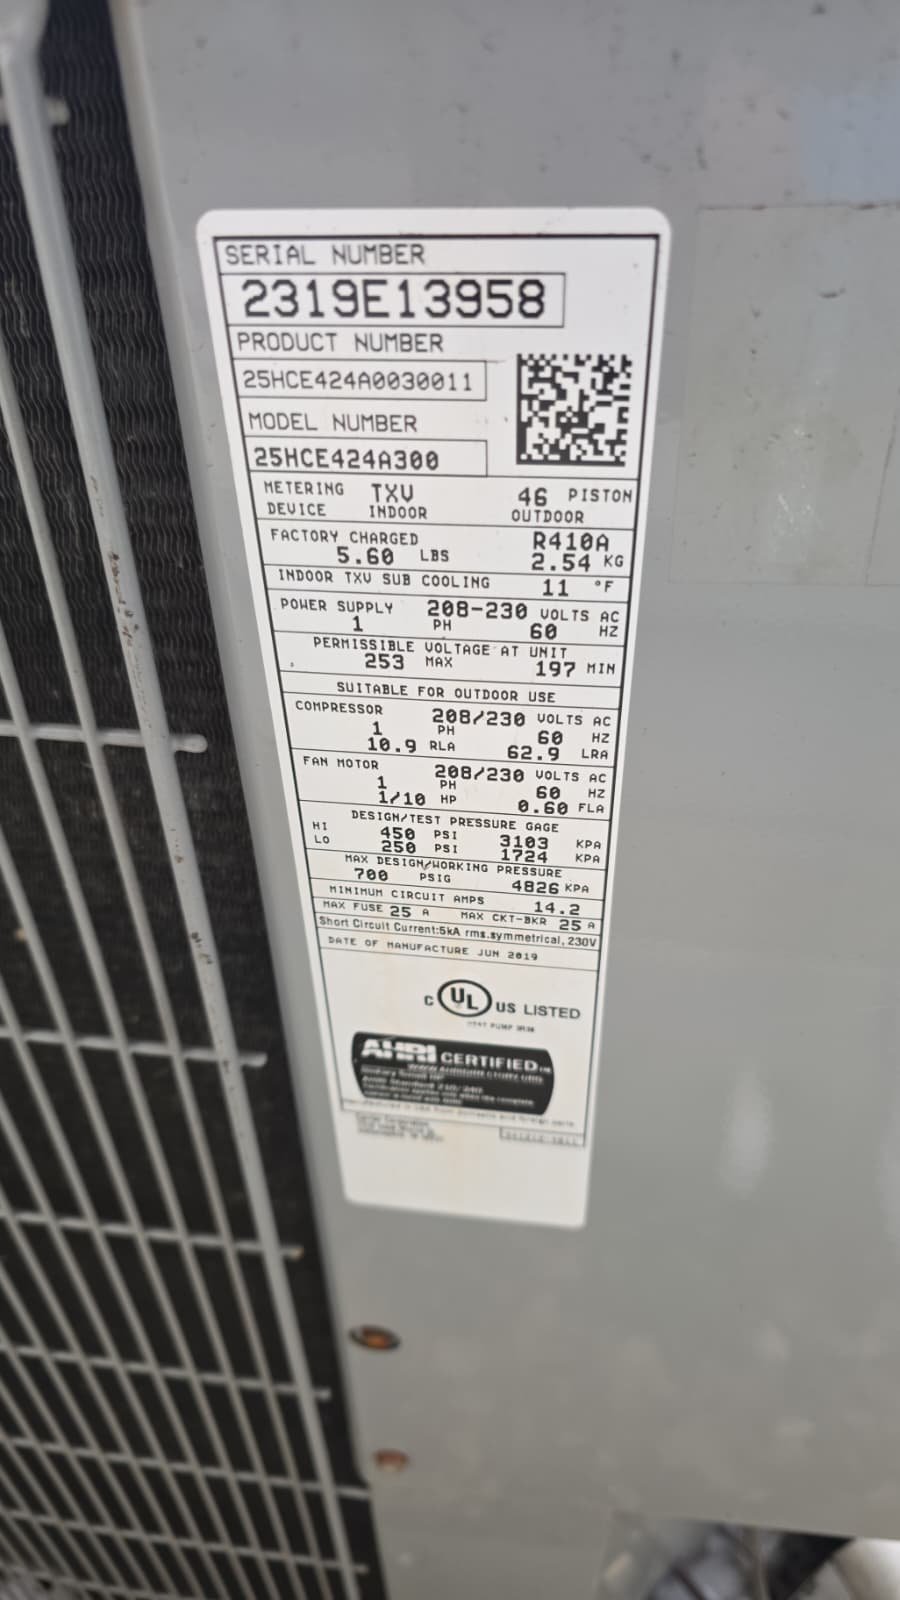 SERIAL NUMBER
2319E13958
PRODUCT NUMBER
25HCE424A0030011
MODEL NUMBER
25HCE424A300
METERING TXV 46 PISTON
DEVICE INDOOR OUTDOOR
FACTORY CHARGED R410A
5.60 LBS 2.54 KG
INDOOR TXV SUB COOLING 11 °F
POWER SUPPLY 208-230 VOLTS AC
1 PH 60 HZ
PERMISSIBLE VOLTAGE AT UNIT
253 MAX 197 MIN
SUITABLE FOR OUTDOOR USE
COMPRESSOR 208/230 VOLTS AC
1 PH 60 HZ
10.9 RLA 62.9 LRA
FAN MOTOR 208/230 VOLTS AC
1 PH 60 HZ
1/10 HP 0.60 FLA
DESIGN/TEST PRESSURE GAGE
HI 450 PSI 3103 KPA
LO 250 PSI 1724 KPA
MAX DESIGN/WORKING PRESSURE
700 PSIG 4826 KPA
MINIMUM CIRCUIT AMPS 14.2
MAX FUSE 25 A MAX CKT-BKR 25 A
Short Circuit Current:5kA rms.symmetrical, 230V
DATE OF MANUFACTURE JUN 2019
C UL US LISTED
HEAT PUMP
AHRI CERTIFIED™
WWW.AHRIDIRECTORY.ORG